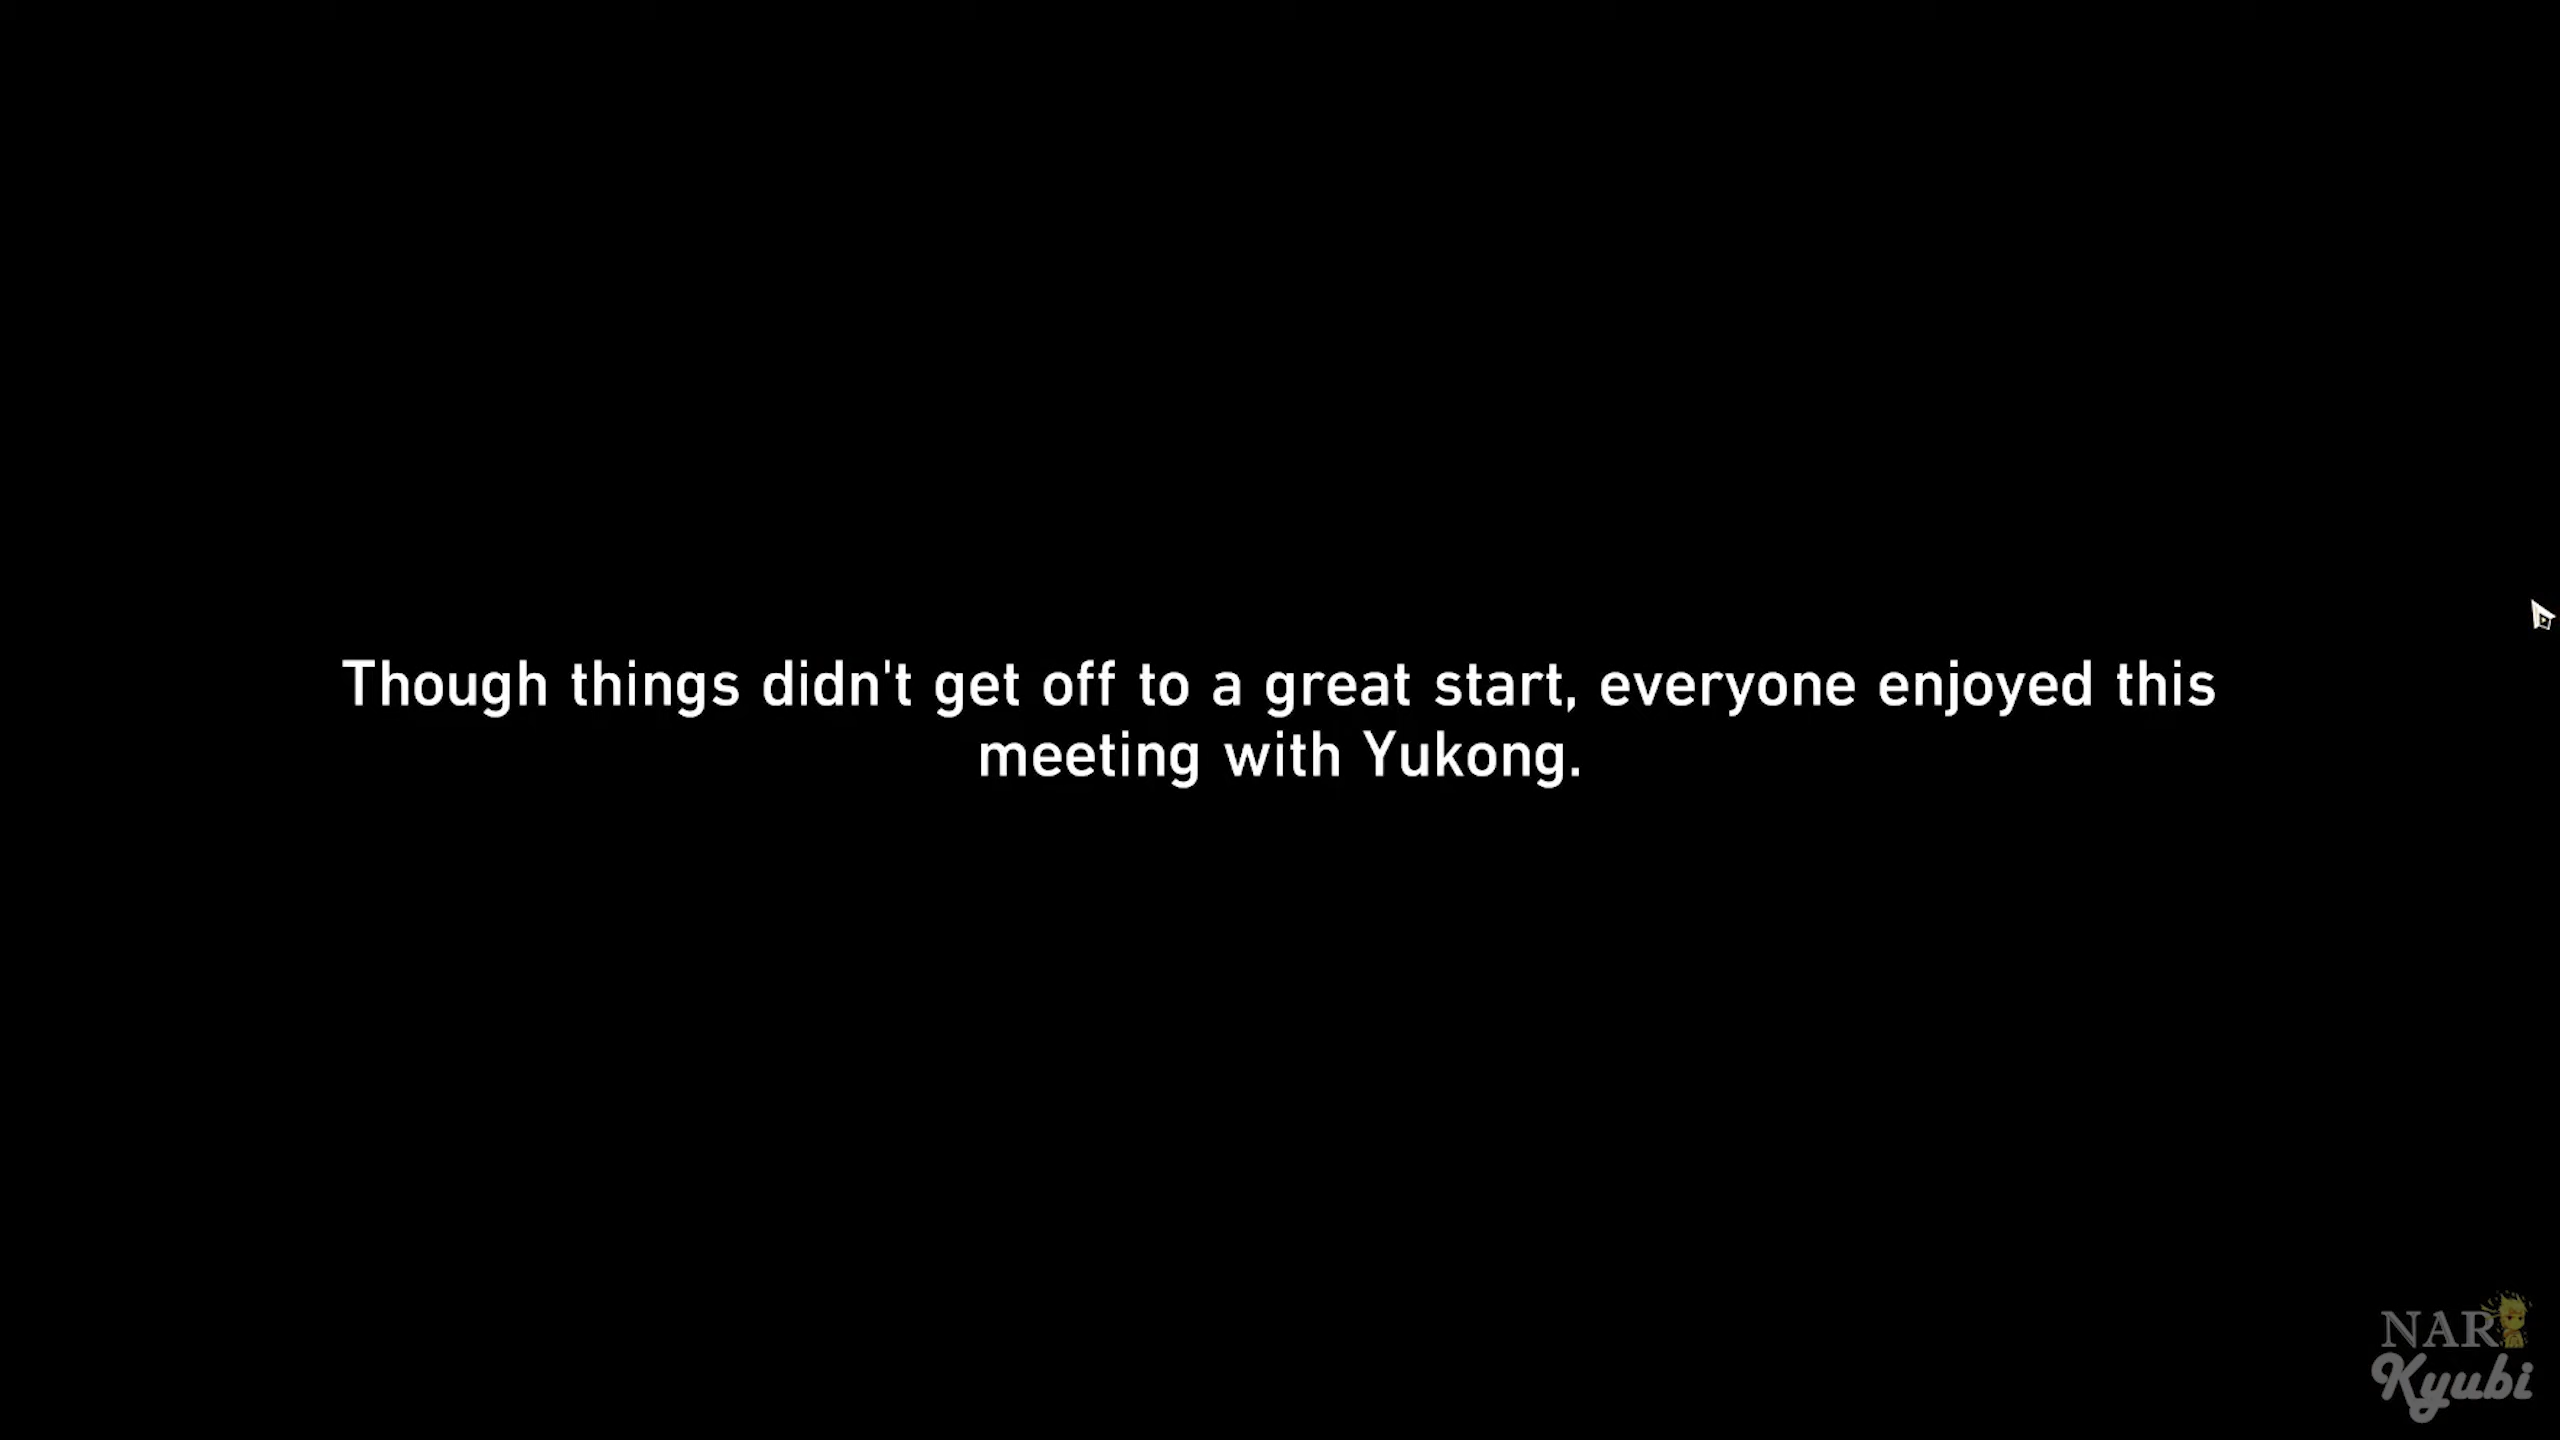 Though things didn't get off to a great start, everyone enjoyed this
meeting with Yukong.
NAR
Kyubi